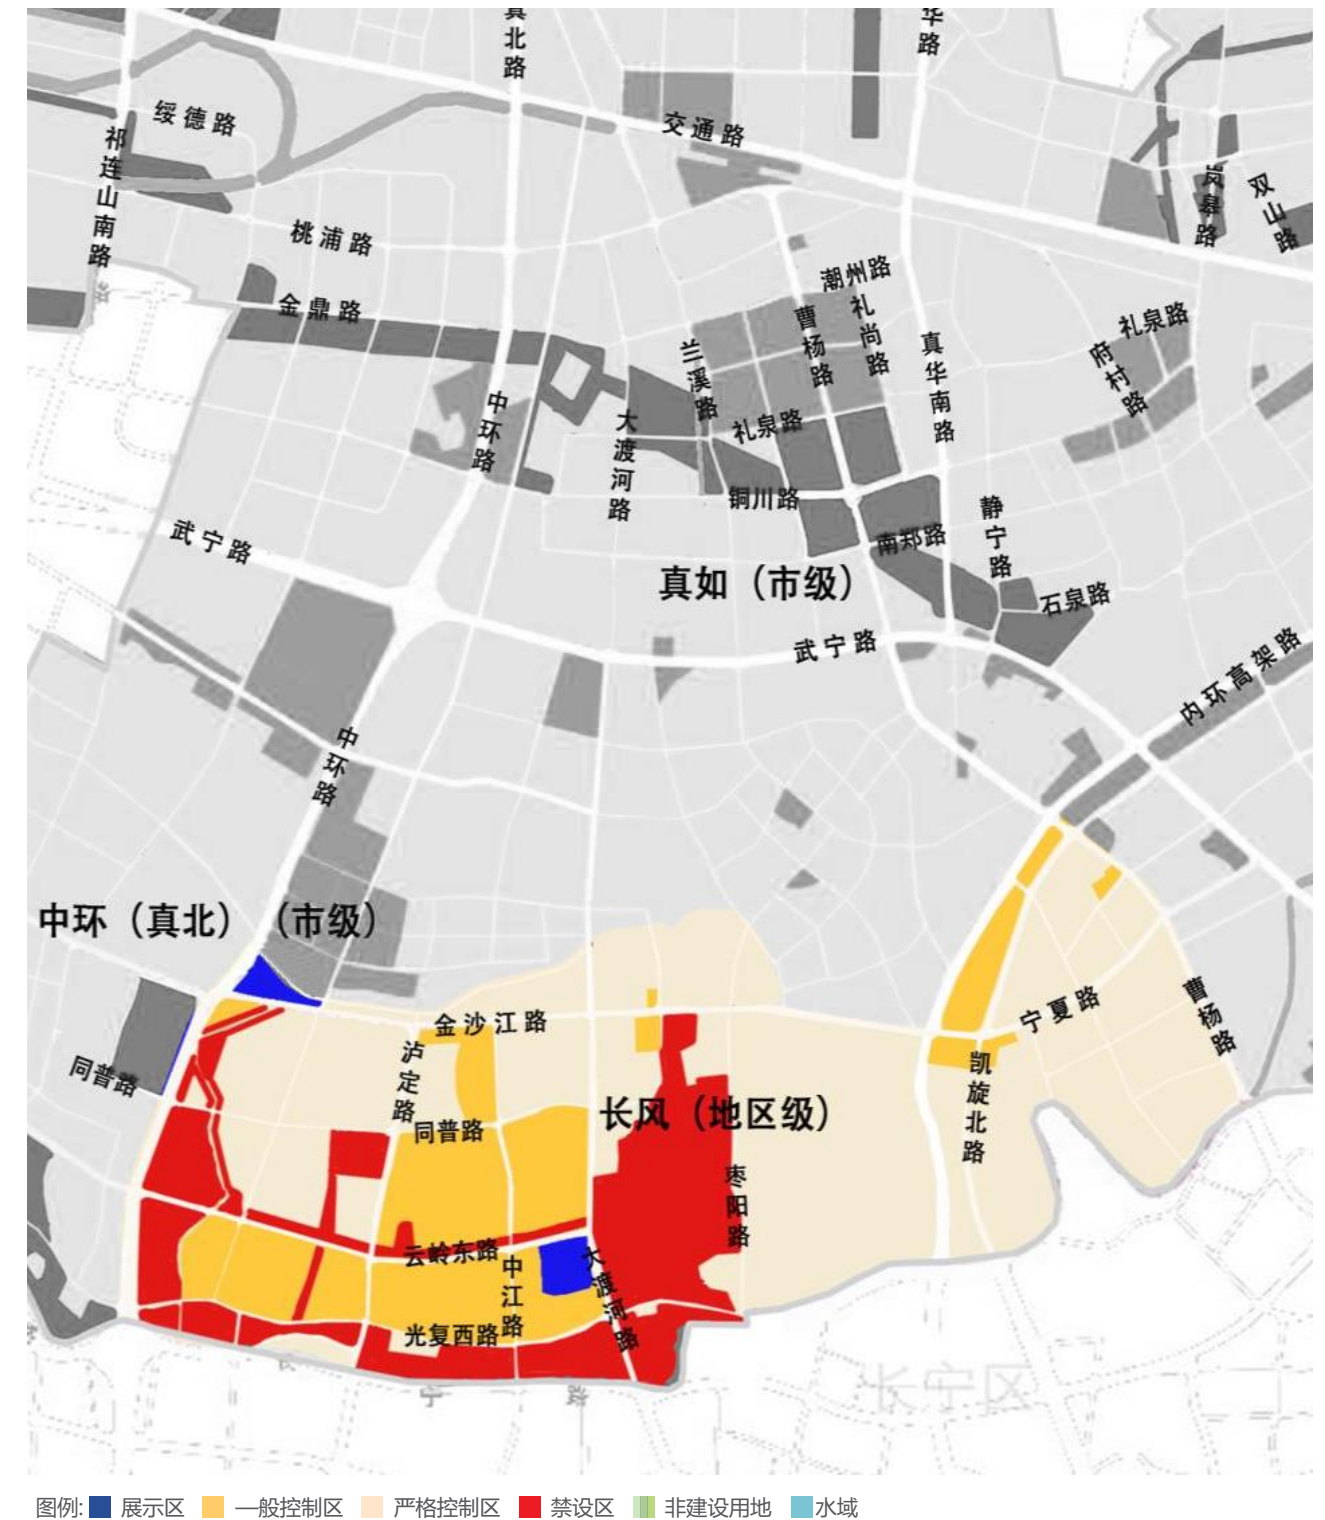 真北路
华路
绥德路
交通路
祁连山南路
岚皋路
双山路
桃浦路
潮州路
金鼎路
礼尚路
曹杨路
礼泉路
兰溪路
真华南路
府村路
中环路
大渡河路
礼泉路
铜川路
静宁路
武宁路
南郑路
真如（市级）
石泉路
武宁路
内环高架路
中环路
中环（真北）（市级）
金沙江路
宁夏路
曹杨路
泸定路
同普路
凯旋北路
长风（地区级）
同普路
枣阳路
云岭东路
中江路
大渡河路
光复西路
长宁区
宁
路
图例: 展示区 一般控制区 严格控制区 禁设区 非建设用地 水域